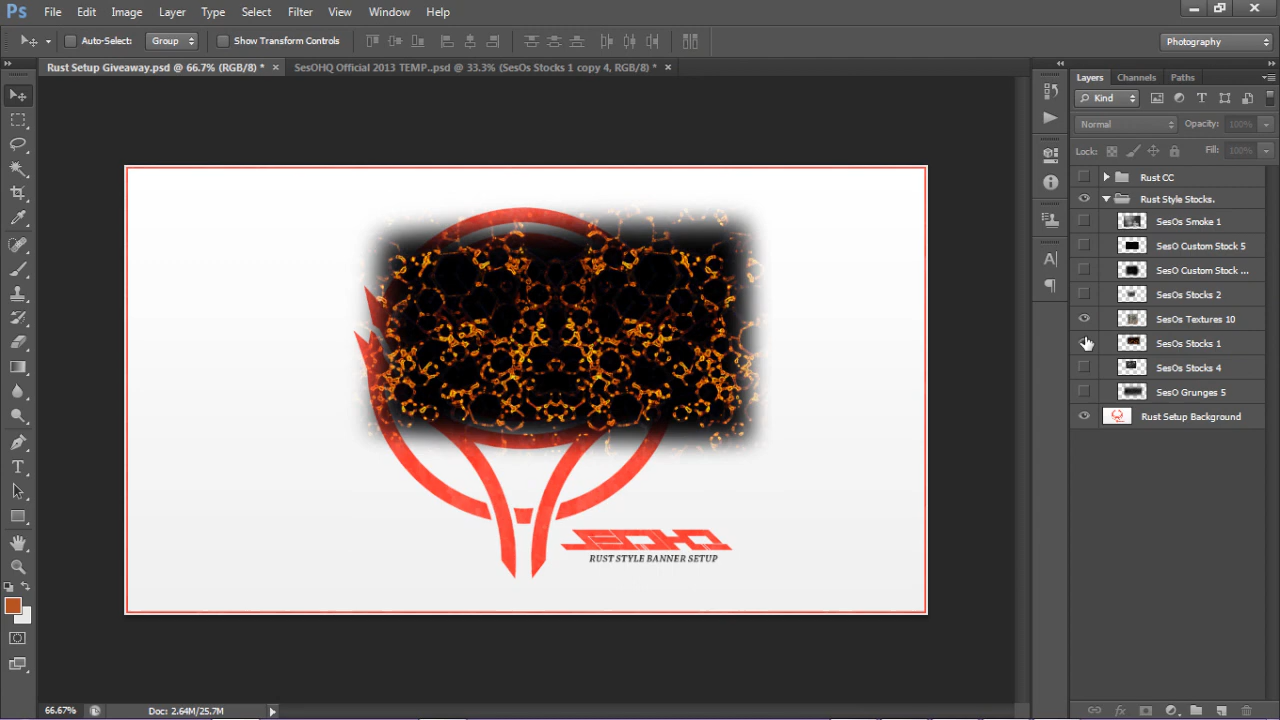 Ps File Edit Image Layer Type Select Filter View Window Help
Auto-Select: Group Show Transform Controls Photography
Rust Setup Giveaway.psd @ 66.7% (RGB/8) * × SesOHQ Official 2013 TEMP..psd @ 33.3% (SesOs Stocks 1 copy 4, RGB/8) * ×
Layers Channels Paths
Kind
Normal Opacity: 100%
Lock: Fill: 100%
Rust CC
Rust Style Stocks.
SesOs Smoke 1
SesO Custom Stock 5
SesO Custom Stock ...
SesOs Stocks 2
SesOs Textures 10
SesOs Stocks 1
SesOs Stocks 4
SesO Grunges 5
Rust Setup Background
SEOHQ
RUST STYLE BANNER SETUP
66.67% Doc: 2.64M/25.7M